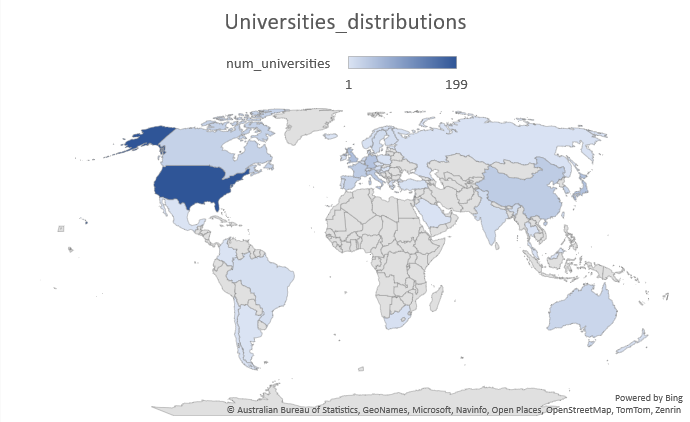 Universities_distributions
num_universities
1 199
Powered by Bing
© Australian Bureau of Statistics, GeoNames, Microsoft, Navinfo, Open Places, OpenStreetMap, TomTom, Zenrin